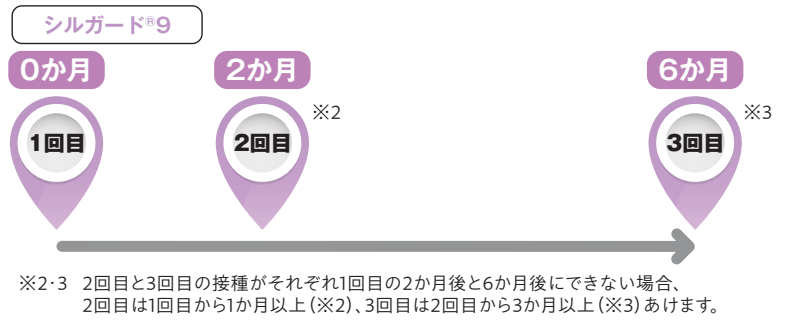 シルガード®9
0か月 2か月 6か月
1回目 2回目 ※2 3回目 ※3
※2・3 2回目と3回目の接種がそれぞれ1回目の2か月後と6か月後にできない場合、
2回目は1回目から1か月以上(※2)、3回目は2回目から3か月以上(※3)あけます。